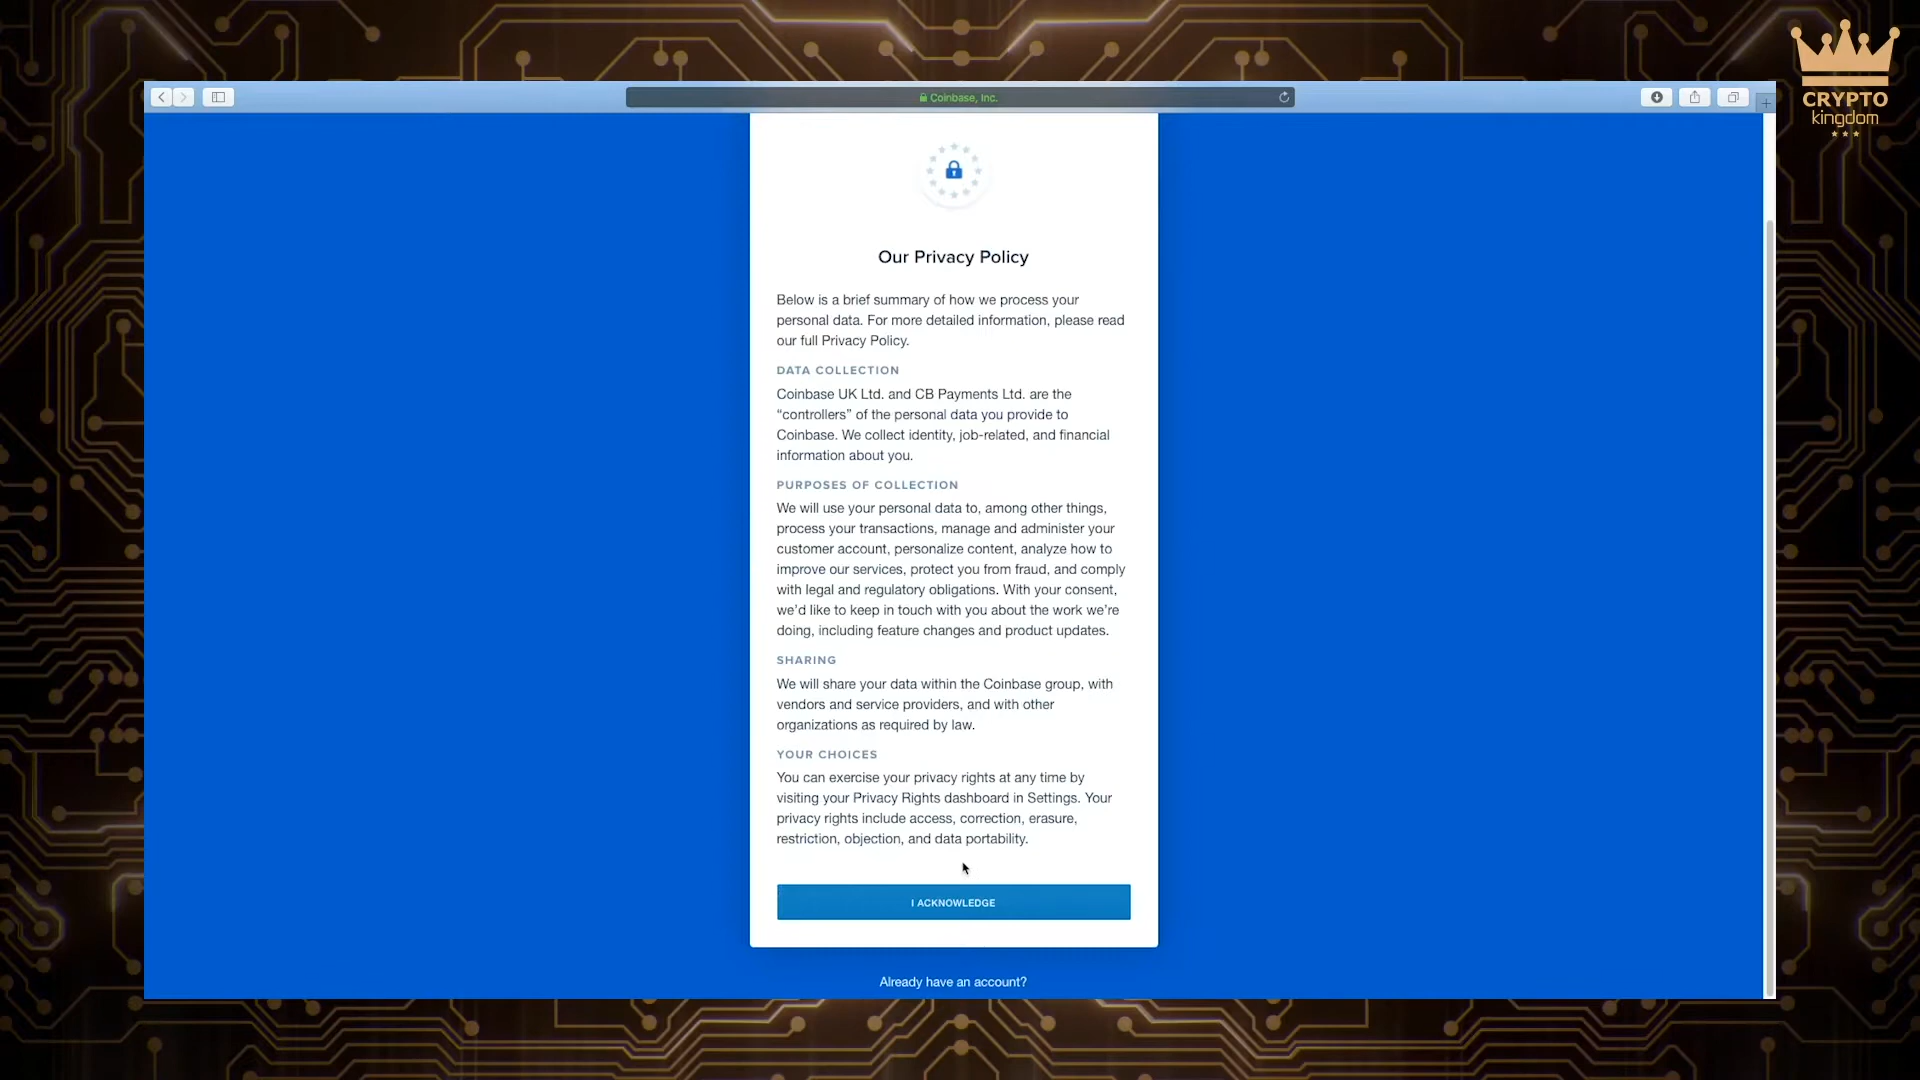 Coinbase, Inc.
CRYPTO
kingdom
Our Privacy Policy
Below is a brief summary of how we process your
personal data. For more detailed information, please read
our full Privacy Policy.
DATA COLLECTION
Coinbase UK Ltd. and CB Payments Ltd. are the
“controllers” of the personal data you provide to
Coinbase. We collect identity, job-related, and financial
information about you.
PURPOSES OF COLLECTION
We will use your personal data to, among other things,
process your transactions, manage and administer your
customer account, personalize content, analyze how to
improve our services, protect you from fraud, and comply
with legal and regulatory obligations. With your consent,
we’d like to keep in touch with you about the work we’re
doing, including feature changes and product updates.
SHARING
We will share your data within the Coinbase group, with
vendors and service providers, and with other
organizations as required by law.
YOUR CHOICES
You can exercise your privacy rights at any time by
visiting your Privacy Rights dashboard in Settings. Your
privacy rights include access, correction, erasure,
restriction, objection, and data portability.
I ACKNOWLEDGE
Already have an account?